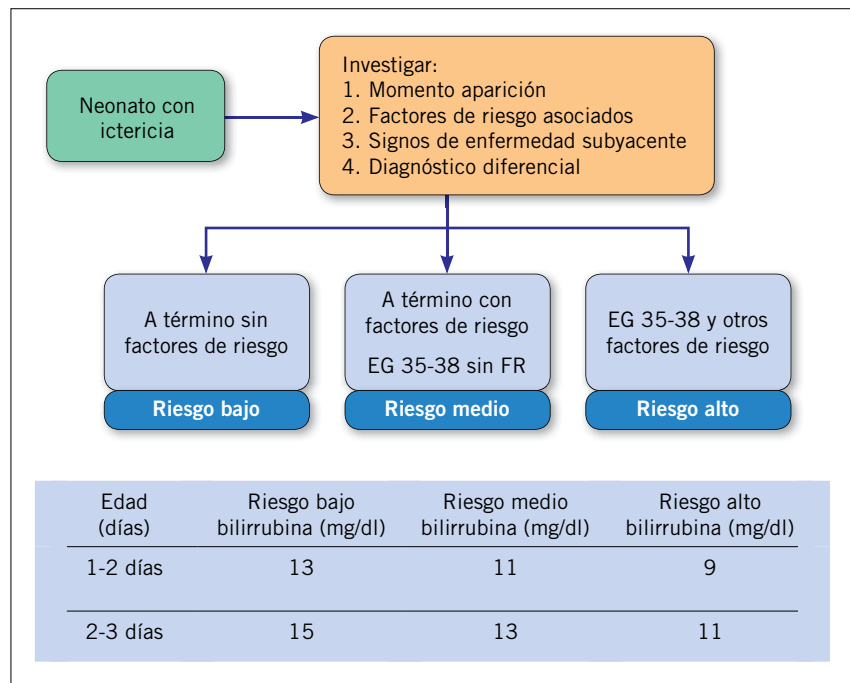 Neonato con
ictericia
Investigar:
1. Momento aparición
2. Factores de riesgo asociados
3. Signos de enfermedad subyacente
4. Diagnóstico diferencial
A término sin
factores de riesgo
Riesgo bajo
A término con
factores de riesgo
EG 35-38 sin FR
Riesgo medio
EG 35-38 y otros
factores de riesgo
Riesgo alto
Edad
(días)
Riesgo bajo
bilirrubina (mg/dl)
Riesgo medio
bilirrubina (mg/dl)
Riesgo alto
bilirrubina (mg/dl)
1-2 días 13 11 9
2-3 días 15 13 11